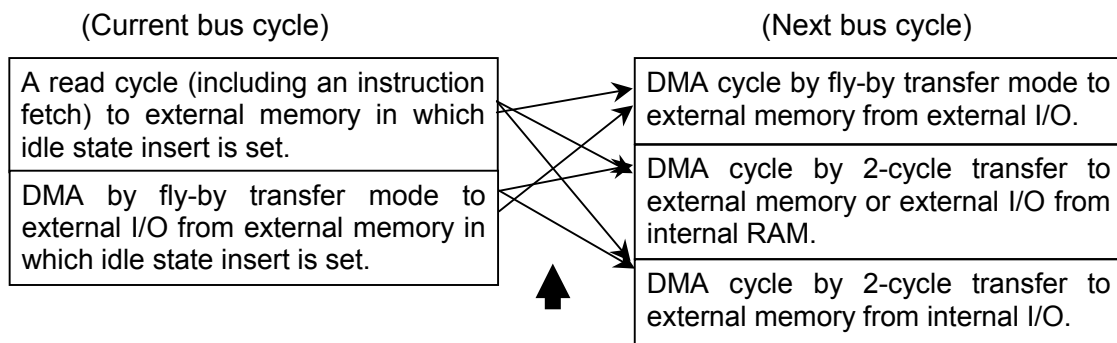 (Current bus cycle)
(Next bus cycle)
A read cycle (including an instruction
fetch) to external memory in which
idle state insert is set.
DMA by fly-by transfer mode to
external I/O from external memory in
which idle state insert is set.
DMA cycle by fly-by transfer mode to
external memory from external I/O.
DMA cycle by 2-cycle transfer to
external memory or external I/O from
internal RAM.
DMA cycle by 2-cycle transfer to
external memory from internal I/O.